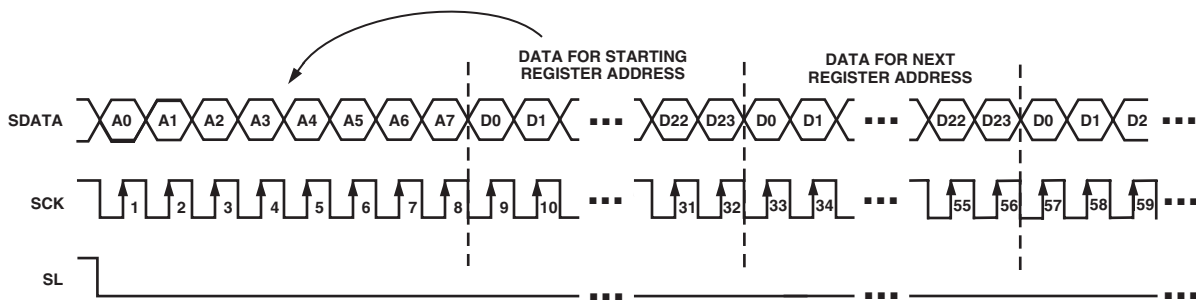 DATA FOR STARTING
REGISTER ADDRESS
DATA FOR NEXT
REGISTER ADDRESS
SDATA A0 A1 A2 A3 A4 A5 A6 A7 D0 D1 D22 D23 D0 D1 D22 D23 D0 D1 D2
SCK 1 2 3 4 5 6 7 8 9 10 31 32 33 34 55 56 57 58 59
SL